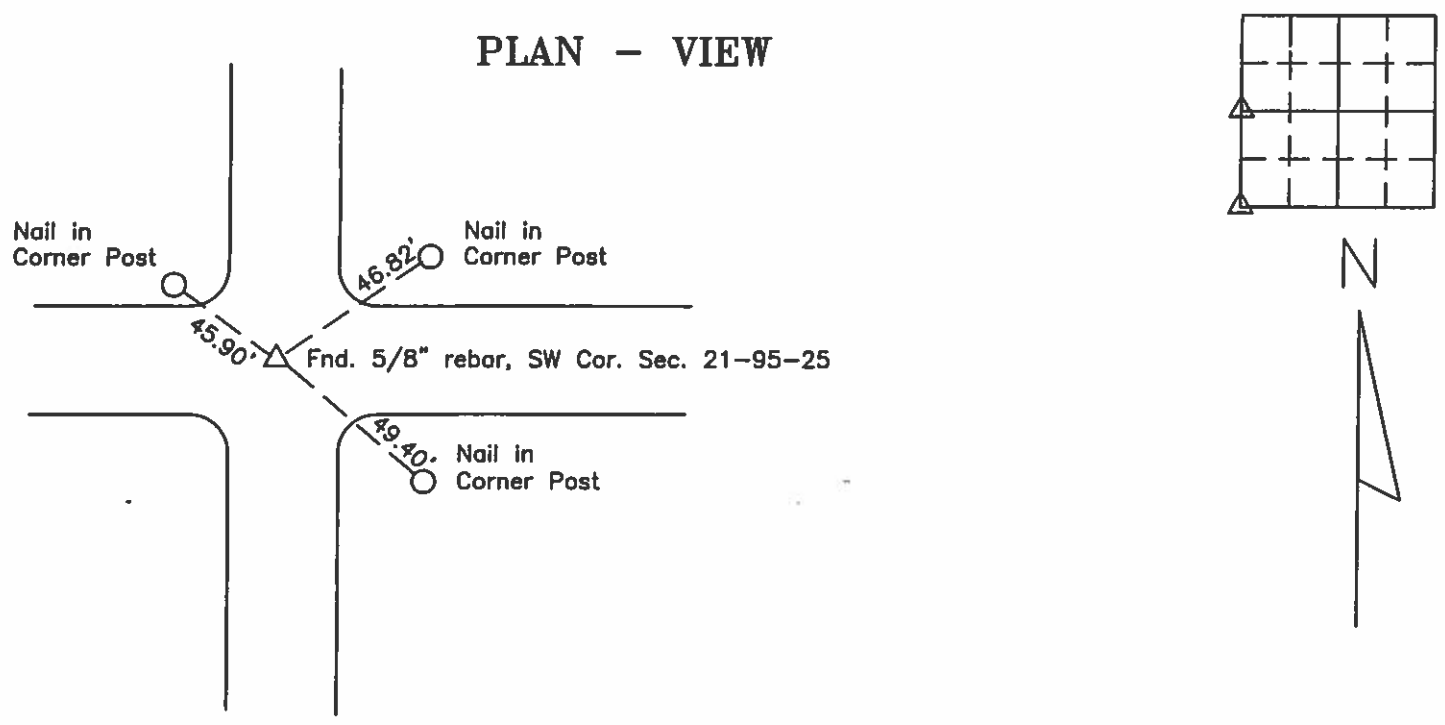 PLAN - VIEW
Nail in
Corner Post
Nail in
Corner Post
46.82'
45.90'
Fnd. 5/8" rebar, SW Cor. Sec. 21-95-25
49.40'
Nail in
Corner Post
N